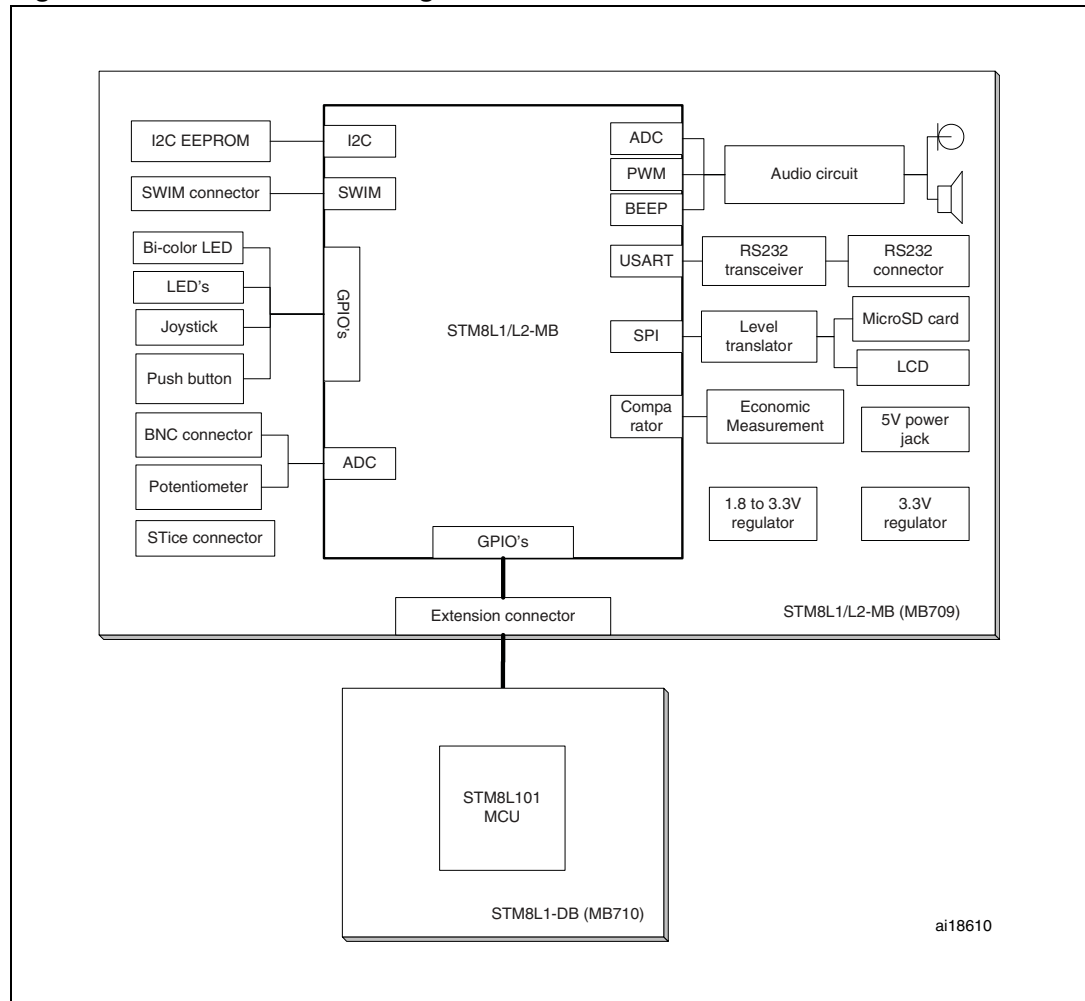 I2C EEPROM
I2C
SWIM connector
SWIM
Bi-color LED
LED's
Joystick
Push button
GPIO's
BNC connector
Potentiometer
ADC
STice connector
STM8L1/L2-MB
ADC
PWM
BEEP
Audio circuit
USART
RS232
transceiver
RS232
connector
SPI
Level
translator
MicroSD card
LCD
Compa
rator
Economic
Measurement
5V power
jack
1.8 to 3.3V
regulator
3.3V
regulator
GPIO's
Extension connector
STM8L1/L2-MB (MB709)
STM8L101
MCU
STM8L1-DB (MB710)
ai18610